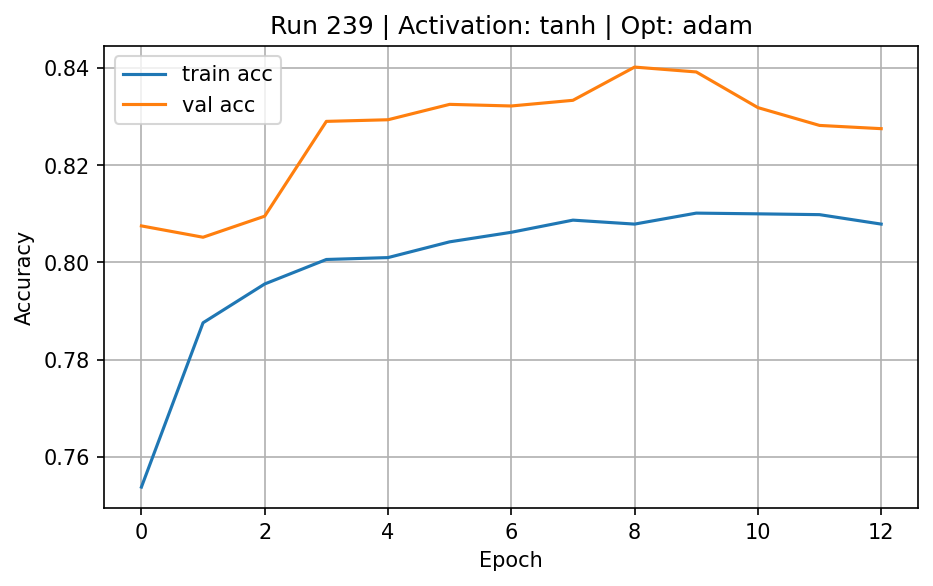 Run 239 | Activation: tanh | Opt: adam
train acc
val acc
0.84
0.82
0.80
0.78
0.76
Accuracy
0 2 4 6 8 10 12
Epoch